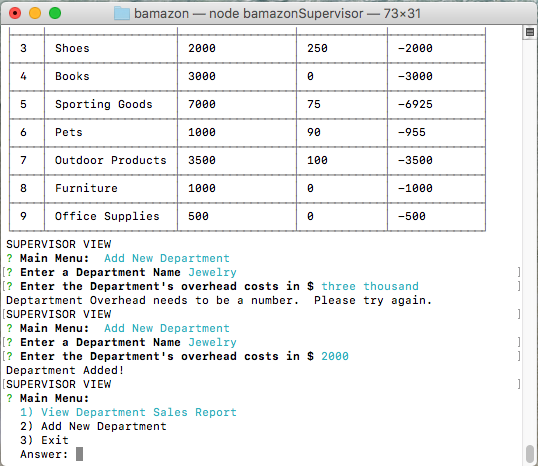 bamazon — node bamazonSupervisor — 73×31
3 Shoes 2000 250 -2000
4 Books 3000 0 -3000
5 Sporting Goods 7000 75 -6925
6 Pets 1000 90 -955
7 Outdoor Products 3500 100 -3500
8 Furniture 1000 0 -1000
9 Office Supplies 500 0 -500
SUPERVISOR VIEW
? Main Menu:  Add New Department
[? Enter a Department Name Jewelry ]
[? Enter the Department's overhead costs in $ three thousand ]
Deptartment Overhead needs to be a number.  Please try again.
[SUPERVISOR VIEW ]
? Main Menu:  Add New Department
[? Enter a Department Name Jewelry ]
[? Enter the Department's overhead costs in $ 2000 ]
Department Added!
[SUPERVISOR VIEW ]
? Main Menu:
1) View Department Sales Report
2) Add New Department
3) Exit
Answer: